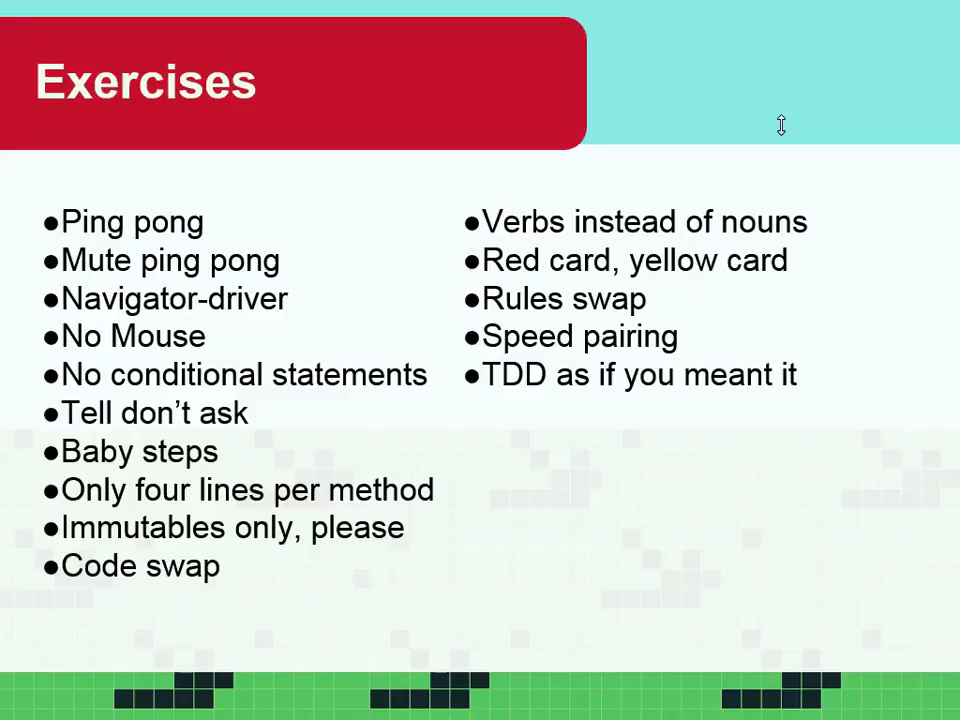 Exercises
●Ping pong
●Mute ping pong
●Navigator-driver
●No Mouse
●No conditional statements
●Tell don’t ask
●Baby steps
●Only four lines per method
●Immutables only, please
●Code swap
●Verbs instead of nouns
●Red card, yellow card
●Rules swap
●Speed pairing
●TDD as if you meant it